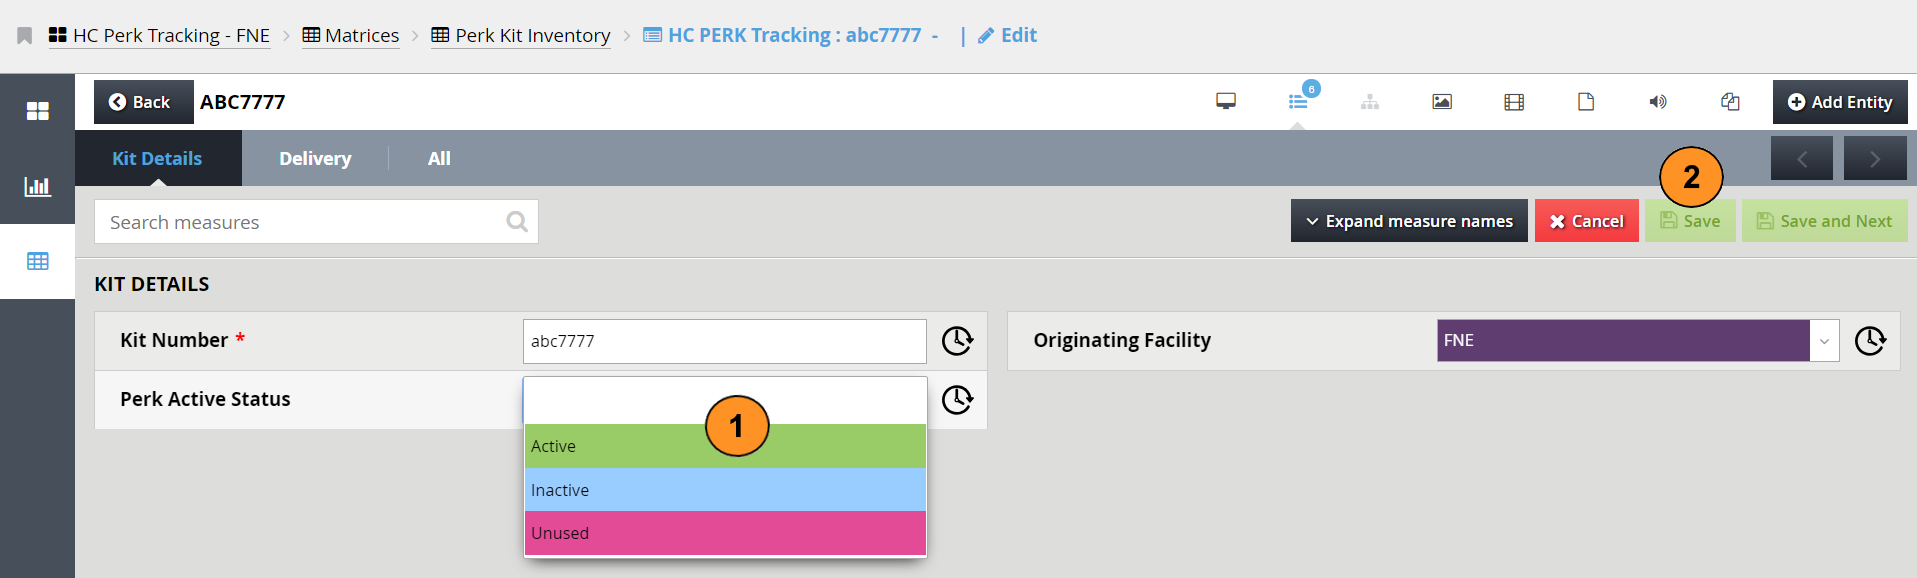 HC Perk Tracking - FNE > Matrices > Perk Kit Inventory > HC PERK Tracking : abc7777 - | Edit
Back ABC7777 6 Add Entity
Kit Details Delivery All
2
Search measures Expand measure names Cancel Save Save and Next
KIT DETAILS
Kit Number * abc7777 Originating Facility FNE
Perk Active Status
1
Active
Inactive
Unused